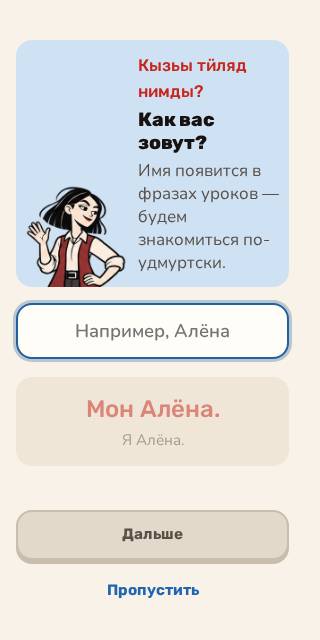 Кызьы тӥляд
нимды?
Как вас
зовут?
Имя появится в
фразах уроков —
будем
знакомиться по-
удмуртски.
Например, Алёна
Мон Алёна.
Я Алёна.
Дальше
Пропустить